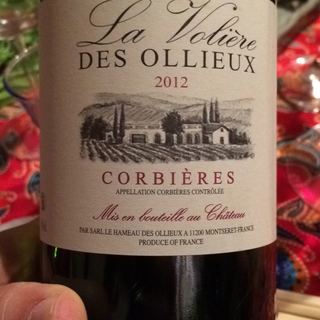 La Volière
DES OLLIEUX
2012
CORBIÈRES
APPELLATION CORBIÈRES CONTRÔLÉE
Mis en bouteille au Château
PAR SARL LE HAMEAU DES OLLIEUX A 11200 MONTSERET-FRANCE
PRODUCE OF FRANCE